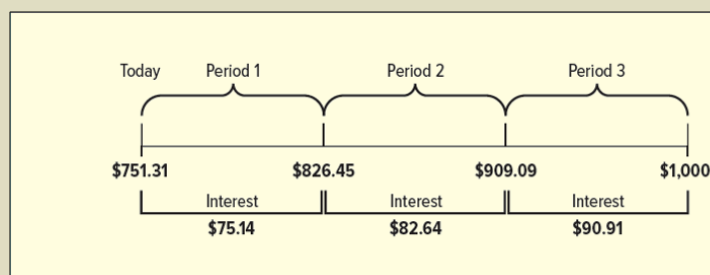 Today Period 1 Period 2 Period 3
$751.31 $826.45 $909.09 $1,000
Interest Interest Interest
$75.14 $82.64 $90.91